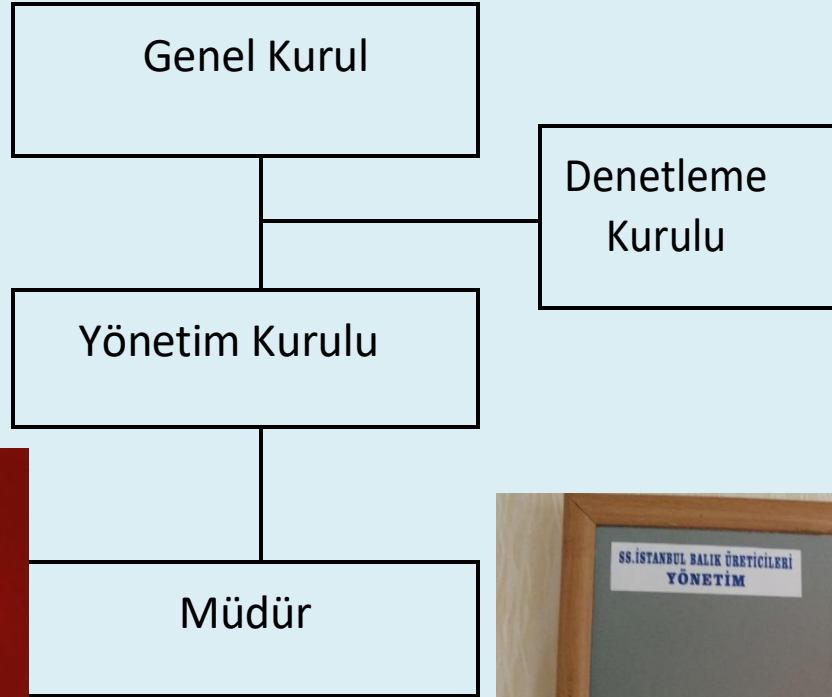 Genel Kurul
Denetleme
Kurulu
Yönetim Kurulu
Müdür
SS.İSTANBUL BALIK ÜRETİCİLERİ
YÖNETİM